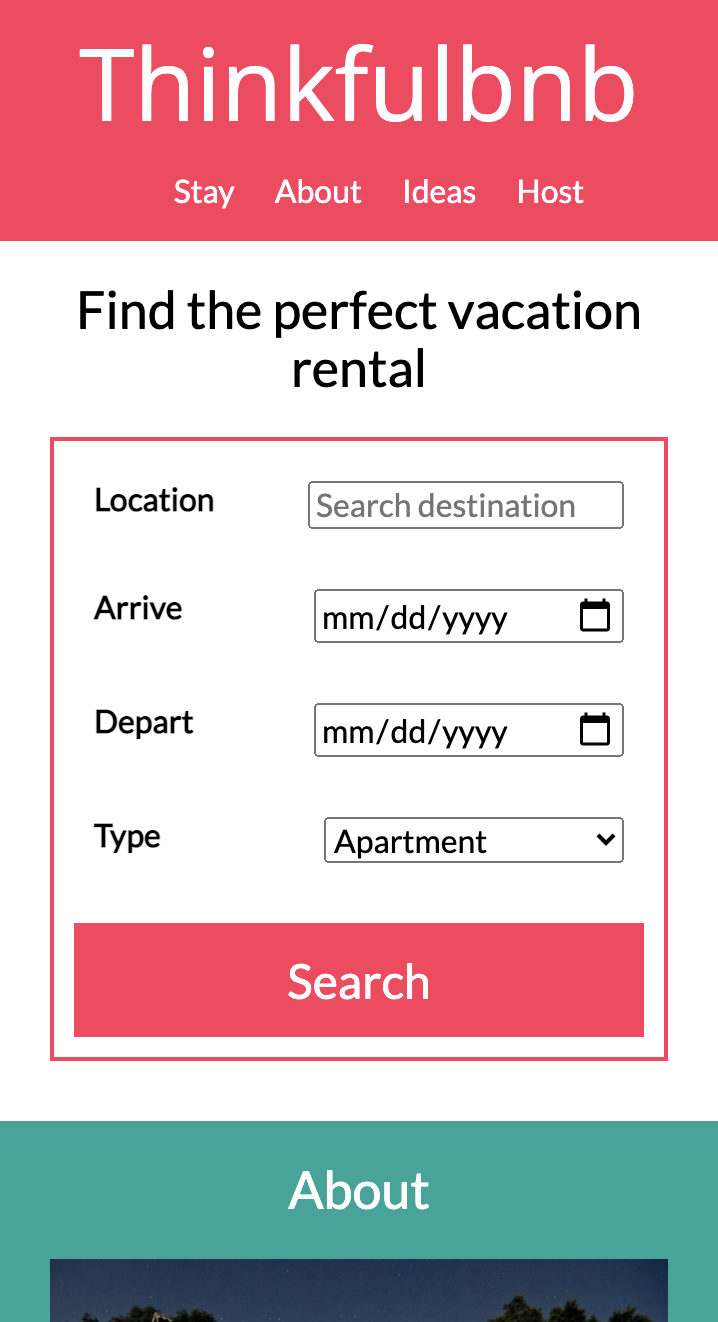 Thinkfulbnb
Stay About Ideas Host
Find the perfect vacation
rental
Location Search destination
Arrive mm/dd/yyyy
Depart mm/dd/yyyy
Type Apartment
Search
About